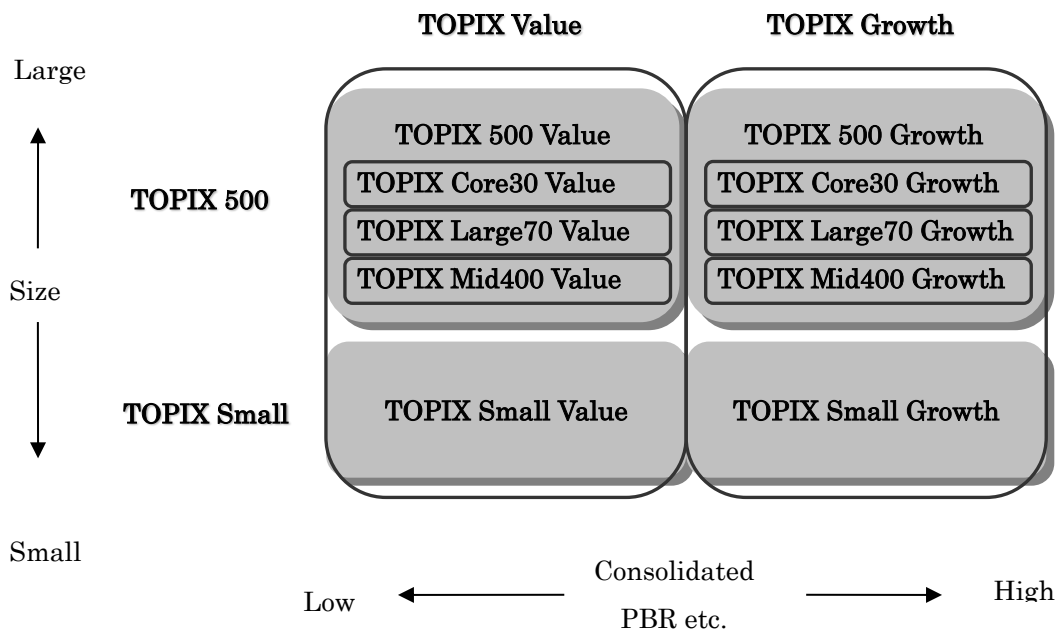 TOPIX Value
TOPIX Growth
Large
TOPIX 500 Value
TOPIX 500 Growth
TOPIX Core30 Value
TOPIX Core30 Growth
TOPIX 500
TOPIX Large70 Value
TOPIX Large70 Growth
TOPIX Mid400 Value
TOPIX Mid400 Growth
Size
TOPIX Small
TOPIX Small Value
TOPIX Small Growth
Small
Low
Consolidated
PBR etc.
High